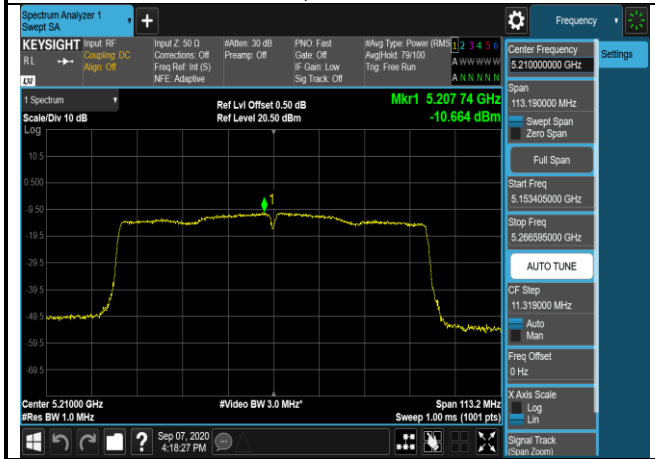 Spectrum Analyzer 1
Swept SA
+
Frequency
KEYSIGHT
RL
LXI
Input: RF
Coupling: DC
Align: Off
Input Z: 50 Ω
Corrections: Off
Freq Ref: Int (S)
NFE: Adaptive
#Atten: 30 dB
Preamp: Off
PNO: Fast
Gate: Off
IF Gain: Low
Sig Track: Off
#Avg Type: Power (RMS
Avg|Hold: 79/100
Trig: Free Run
1 2 3 4 5 6
A W W W W W
A N N N N N
1 Spectrum
Scale/Div 10 dB
Ref Lvl Offset 0.50 dB
Ref Level 20.50 dBm
Mkr1 5.207 74 GHz
-10.664 dBm
Log
10.5
0.500
-9.50
-19.5
-29.5
-39.5
-49.5
-59.5
-69.5
1
Center 5.21000 GHz
#Res BW 1.0 MHz
#Video BW 3.0 MHz*
Span 113.2 MHz
Sweep 1.00 ms (1001 pts)
Center Frequency
5.210000000 GHz
Settings
Span
113.190000 MHz
Swept Span
Zero Span
Full Span
Start Freq
5.153405000 GHz
Stop Freq
5.266595000 GHz
AUTO TUNE
CF Step
11.319000 MHz
Auto
Man
Freq Offset
0 Hz
X Axis Scale
Log
Lin
Signal Track
(Span Zoom)
?
Sep 07, 2020
4:18:27 PM